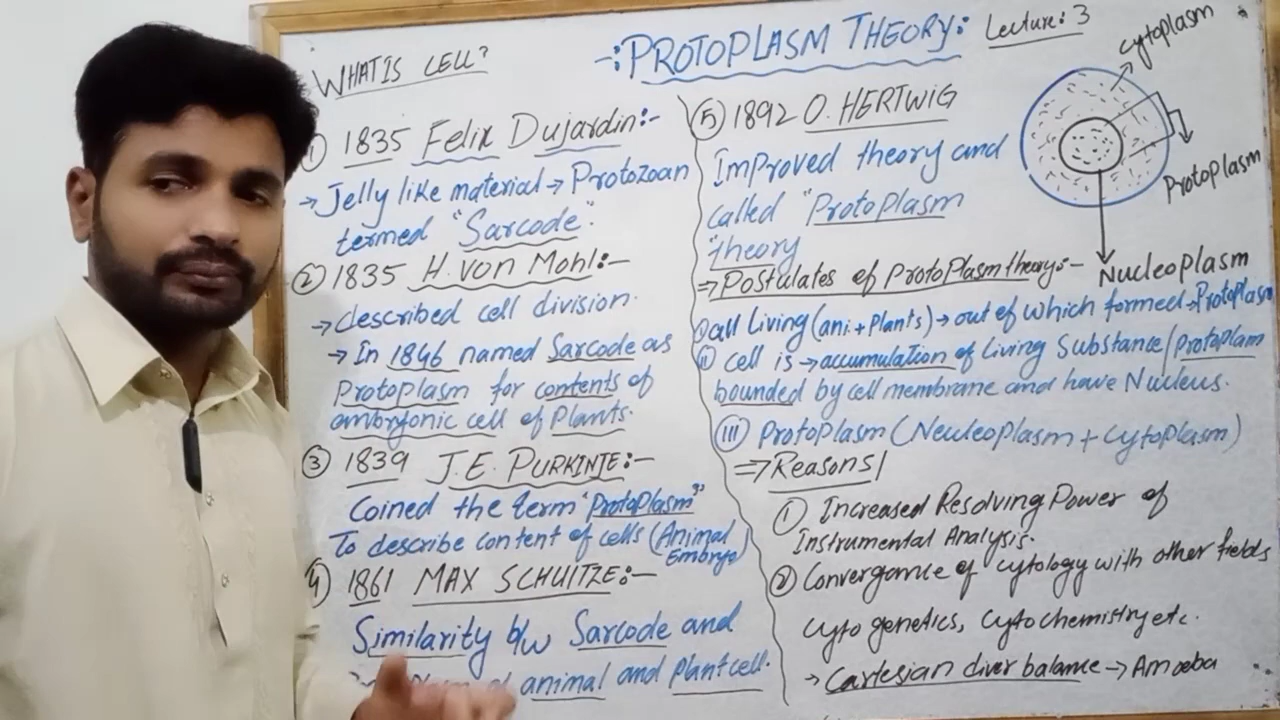 WHAT IS CELL?
-:PROTOPLASM THEORY:
Lecture: 3
① 1835 Felix Dujardin:-
→ Jelly like material → Protozoan
termed "Sarcode".
② 1835 H. Von Mohl:-
→ described cell division.
→ In 1846 named Sarcode as
Protoplasm for contents of
ambryonic cell of Plants.
③ 1839 J.E. PURKINJE:-
Coined the term "Protoplasm"
To describe content of cells (Animal
Embryo)
4) 1861 MAX SCHULTZE:-
Similarity b/w Sarcode and
of animal and plant cell.
⑤ 1892 O. HERTWIG
Improved theory and
called "Protoplasm
"theory
⇒ Postulates of Protoplasm theory:-
i) all Living (ani.+Plants) → out of which formed → Protoplasm
ii) cell is → accumulation of Living Substance/Protoplam
bounded by cell membrane and have Nucleus.
(iii) Protoplasm (Neucleoplasm + Cytoplasm)
⇒ Reasons/
① Increased Resolving Power of
Instrumental Analysis.
② Convergance of cytology with other fields
Cyto genetics, Cytochemistry etc.
→ Cartesian diver balance → Amoeba
Cytoplasm
Protoplasm
Nucleoplasm